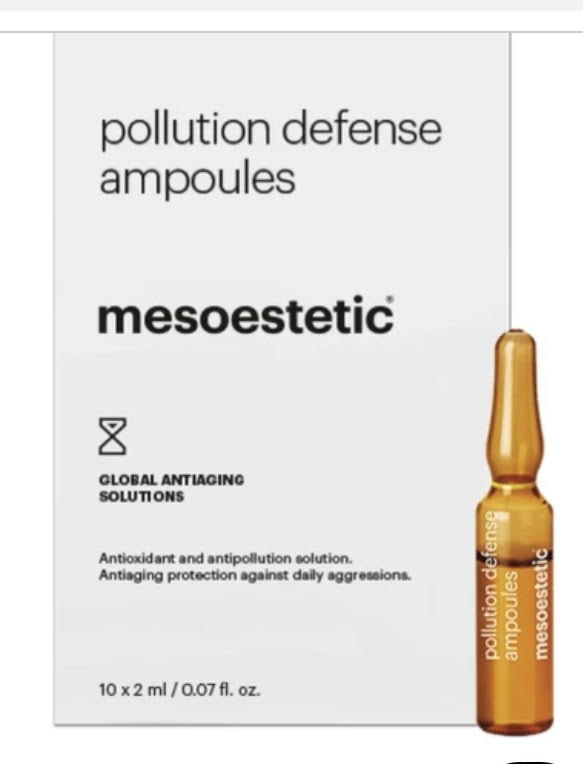 pollution defense
ampoules
mesoestetic®
GLOBAL ANTIAGING
SOLUTIONS
Antioxidant and antipollution solution.
Antiaging protection against daily aggressions.
10 x 2 ml / 0.07 fl. oz.
pollution defense
ampoules
mesoestetic